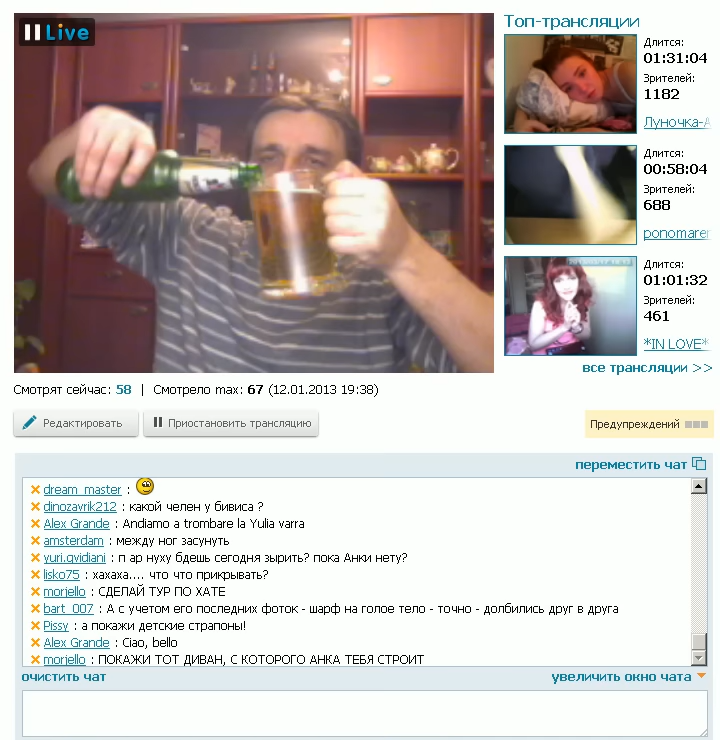 Live
Топ-трансляции
Длится:
01:31:04
Зрителей:
1182
Луночка-А
Длится:
00:58:04
Зрителей:
688
ponomarer
Длится:
01:01:32
Зрителей:
461
*IN LOVE*
все трансляции >>
Смотрят сейчас: 58 | Смотрело max: 67 (12.01.2013 19:38)
Редактировать
Приостановить трансляцию
Предупреждений
переместить чат
dream_master :
dinozavrik212 : какой челен у бивиса ?
Alex Grande : Andiamo a trombare la Yulia varra
amsterdam : между ног засунуть
yuri.gvidiani : п ар нуху бдешь сегодня зырить? пока Анки нету?
lisko75 : хахаха.... что что прикрывать?
morjello : СДЕЛАЙ ТУР ПО ХАТЕ
bart_007 : А с учетом его последних фоток - шарф на голое тело - точно - долбились друг в друга
Pissy : а покажи детские страпоны!
Alex Grande : Ciao, bello
morjello : ПОКАЖИ ТОТ ДИВАН, С КОТОРОГО АНКА ТЕБЯ СТРОИТ
очистить чат
увеличить окно чата